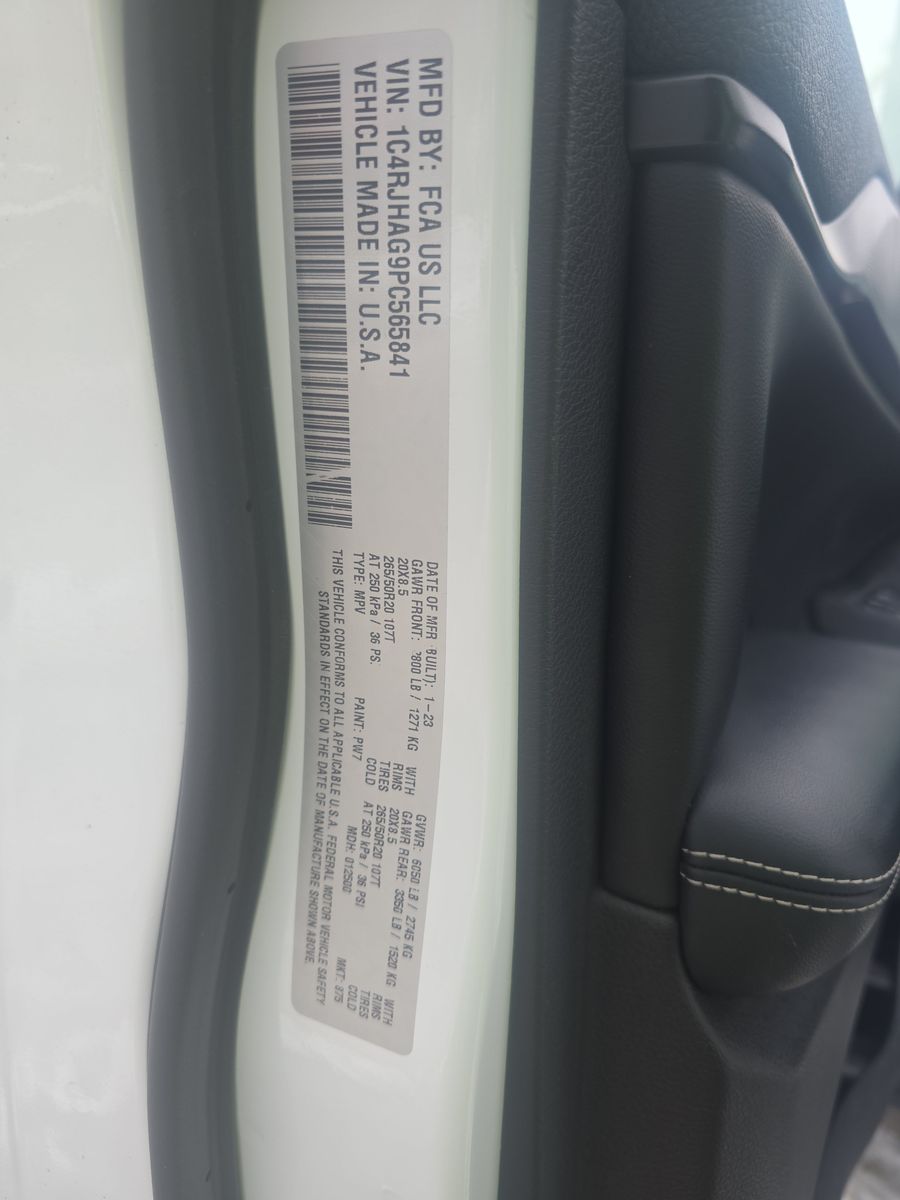 MFD BY: FCA US LLC
VIN: 1C4RJHAG9PC565841
VEHICLE MADE IN: U.S.A.
DATE OF MFR (BUILT): 1-23 GVWR: 6050 LB / 2745 KG
GAWR FRONT: 2800 LB / 1271 KG WITH GAWR REAR: 3350 LB / 1520 KG WITH
20X8.5 RIMS 20X8.5 RIMS
265/50R20 107T TIRES 265/50R20 107T TIRES
AT 250 kPa / 36 PSI COLD AT 250 kPa / 36 PSI COLD
TYPE: MPV PAINT: PW7 MDH: 012500 MKT:
THIS VEHICLE CONFORMS TO ALL APPLICABLE U.S.A. FEDERAL MOTOR VEHICLE SAFETY
STANDARDS IN EFFECT ON THE DATE OF MANUFACTURE SHOWN ABOVE.